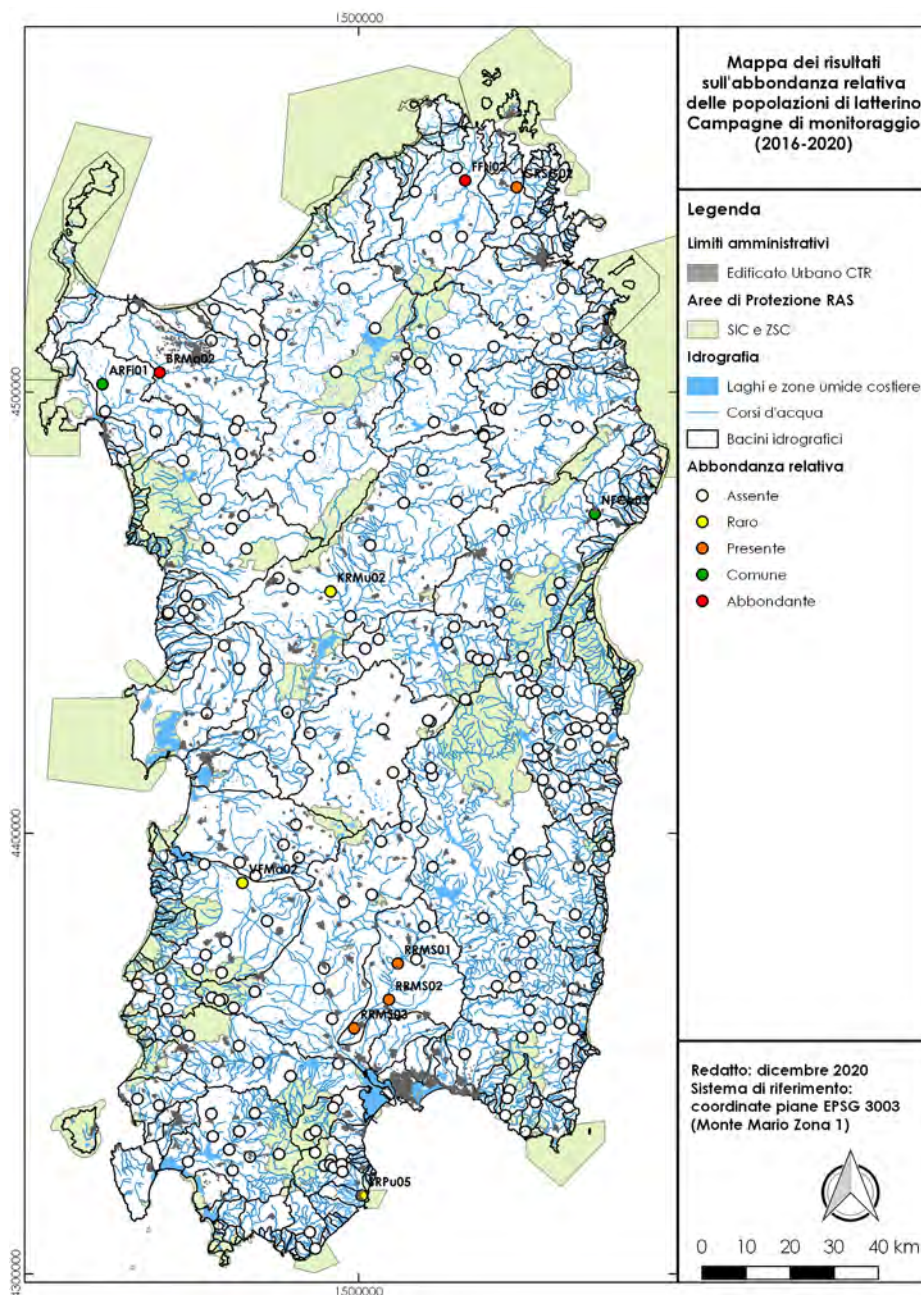 1500000
Mappa dei risultati
sull'abbondanza relativa
delle popolazioni di latterino
Campagne di monitoraggio
(2016-2020)
Legenda
Limiti amministrativi
Edificato Urbano CTR
Aree di Protezione RAS
SIC e ZSC
Idrografia
Laghi e zone umide costiere
Corsi d'acqua
Bacini idrografici
Abbondanza relativa
Assente
Raro
Presente
Comune
Abbondante
BRMa02
ARFi01
4500000
4500000
KRMu02
4400000
4400000
VFMa02
RRMS01
RRMS02
RRMS03
4300000
1500000
Redatto: dicembre 2020
Sistema di riferimento:
coordinate piane EPSG 3003
(Monte Mario Zona 1)
0 10 20 30 40 km